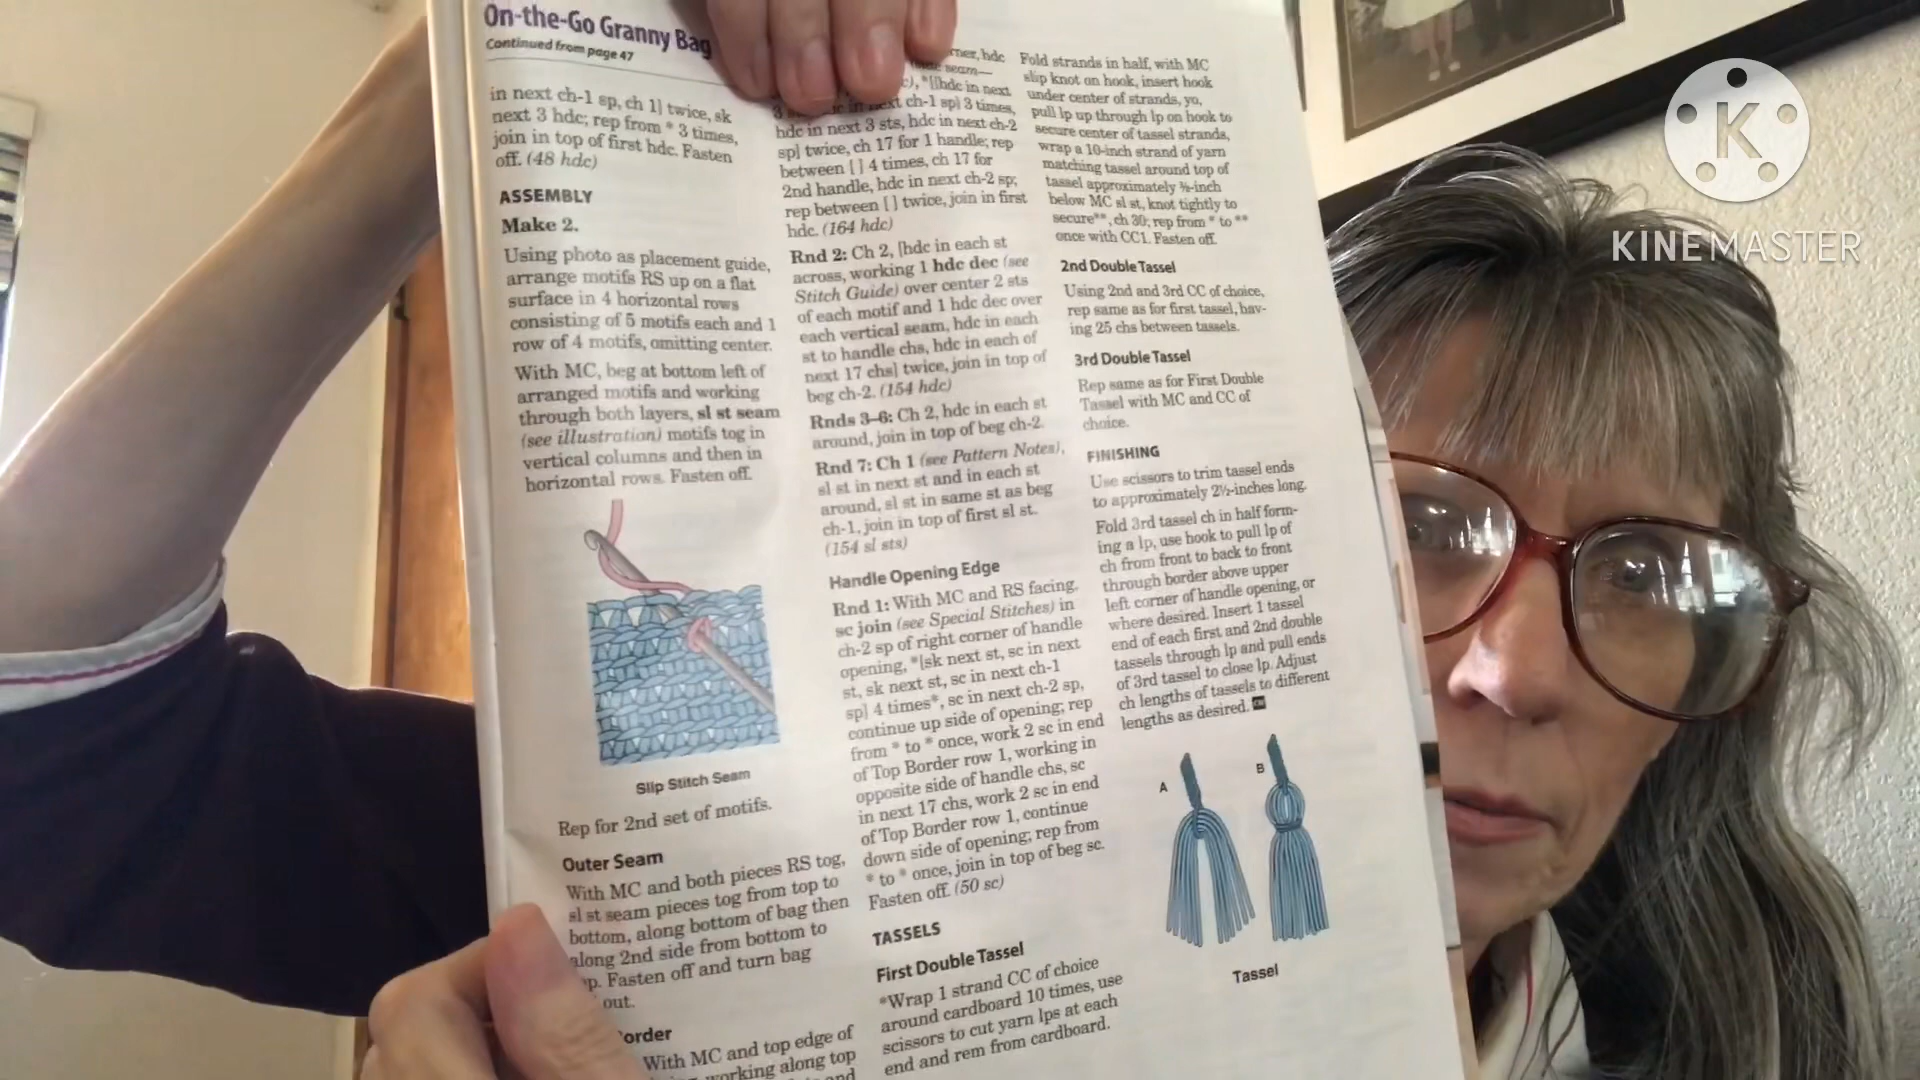 On-the-Go Granny Bag
Continued from page 47
in next ch-1 sp, ch 1] twice, sk
next 3 hdc; rep from * 3 times,
join in top of first hdc. Fasten
off. (48 hdc)
ASSEMBLY
Make 2.
Using photo as placement guide,
arrange motifs RS up on a flat
surface in 4 horizontal rows
consisting of 5 motifs each and 1
row of 4 motifs, omitting center.
With MC, beg at bottom left of
arranged motifs and working
through both layers, sl st seam
(see illustration) motifs tog in
vertical columns and then in
horizontal rows. Fasten off.
Slip Stitch Seam
Rep for 2nd set of motifs.
Outer Seam
With MC and both pieces RS tog,
sl st seam pieces tog from top to
bottom, along bottom of bag then
along 2nd side from bottom to
p. Fasten off and turn bag
out.
order
With MC and top edge of
working along top
and
rner, hdc
seam—
c), *[hdc in next
3 in next ch-1 sp] 3 times,
hdc in next 3 sts, hdc in next ch-2
sp] twice, ch 17 for 1 handle; rep
between [ ] 4 times, ch 17 for
2nd handle, hdc in next ch-2 sp;
rep between [ ] twice, join in first
hdc. (164 hdc)
Rnd 2: Ch 2, [hdc in each st
across, working 1 hdc dec (see
Stitch Guide) over center 2 sts
of each motif and 1 hdc dec over
each vertical seam, hdc in each
st to handle chs, hdc in each of
next 17 chs] twice, join in top of
beg ch-2. (154 hdc)
Rnds 3–6: Ch 2, hdc in each st
around, join in top of beg ch-2.
Rnd 7: Ch 1 (see Pattern Notes),
sl st in next st and in each st
around, sl st in same st as beg
ch-1, join in top of first sl st.
(154 sl sts)
Handle Opening Edge
Rnd 1: With MC and RS facing,
sc join (see Special Stitches) in
ch-2 sp of right corner of handle
opening, *[sk next st, sc in next
st, sk next st, sc in next ch-1
sp] 4 times*, sc in next ch-2 sp,
continue up side of opening; rep
from * to * once, work 2 sc in end
of Top Border row 1, working in
opposite side of handle chs, sc
in next 17 chs, work 2 sc in end
of Top Border row 1, continue
down side of opening; rep from
* to * once, join in top of beg sc.
Fasten off. (50 sc)
TASSELS
First Double Tassel
*Wrap 1 strand CC of choice
around cardboard 10 times, use
scissors to cut yarn lps at each
end and rem from cardboard.
Fold strands in half, with MC
slip knot on hook, insert hook
under center of strands, yo,
pull lp up through lp on hook to
secure center of tassel strands,
wrap a 10-inch strand of yarn
matching tassel around top of
tassel approximately inch
below MC sl st, knot tightly to
secure**, ch 30; rep from * to **
once with CC1. Fasten off.
2nd Double Tassel
Using 2nd and 3rd CC of choice,
rep same as for first tassel, hav-
ing 25 chs between tassels.
3rd Double Tassel
Rep same as for First Double
Tassel with MC and CC of
choice.
FINISHING
Use scissors to trim tassel ends
to approximately 2½-inches long.
Fold 3rd tassel ch in half form-
ing a lp, use hook to pull lp of
ch from front to back to front
through border above upper
left corner of handle opening, or
where desired. Insert 1 tassel
end of each first and 2nd double
tassels through lp and pull ends
of 3rd tassel to close lp. Adjust
ch lengths of tassels to different
lengths as desired.
A
B
Tassel
K
KINEMASTER